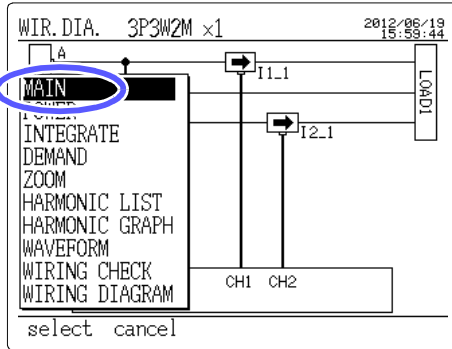 WIR.DIA. 3P3W2M ×1
2012/06/19
15:59:44
A
I1_1
LOAD1
MAIN
POWER
I2_1
INTEGRATE
DEMAND
ZOOM
HARMONIC LIST
HARMONIC GRAPH
WAVEFORM
WIRING CHECK
CH1 CH2
WIRING DIAGRAM
select cancel